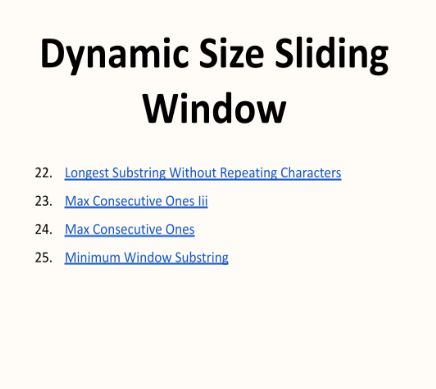 Dynamic Size Sliding
Window
22. Longest Substring Without Repeating Characters
23. Max Consecutive Ones Iii
24. Max Consecutive Ones
25. Minimum Window Substring